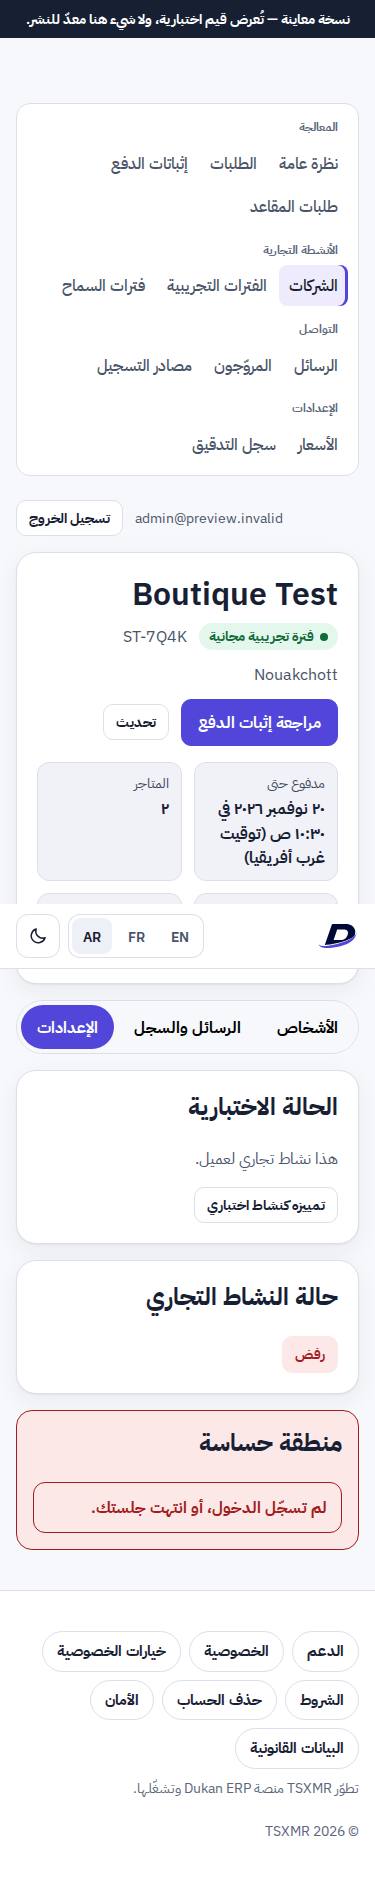 نسخة معاينة — تُعرض قيم اختبارية، ولا شيء هنا معدّ للنشر.
المعالجة
نظرة عامة الطلبات إثباتات الدفع
طلبات المقاعد
الأنشطة التجارية
الشركات الفترات التجريبية فترات السماح
التواصل
الرسائل المروّجون مصادر التسجيل
الإعدادات
الأسعار سجل التدقيق
admin@preview.invalid تسجيل الخروج
Boutique Test
فترة تجريبية مجانية ST-7Q4K
Nouakchott
مراجعة إثبات الدفع تحديث
مدفوع حتى
٢٠ نوفمبر ٢٠٢٦ في
١٠:٣٠ ص (توقيت
غرب أفريقيا)
المتاجر
٢
D EN FR AR
الأشخاص الرسائل والسجل الإعدادات
الحالة الاختبارية
هذا نشاط تجاري لعميل.
تمييزه كنشاط اختباري
حالة النشاط التجاري
رفض
منطقة حساسة
لم تسجّل الدخول، أو انتهت جلستك.
الدعم الخصوصية خيارات الخصوصية
الشروط حذف الحساب الأمان
البيانات القانونية
تطوّر TSXMR منصة Dukan ERP وتشغّلها.
© 2026 TSXMR